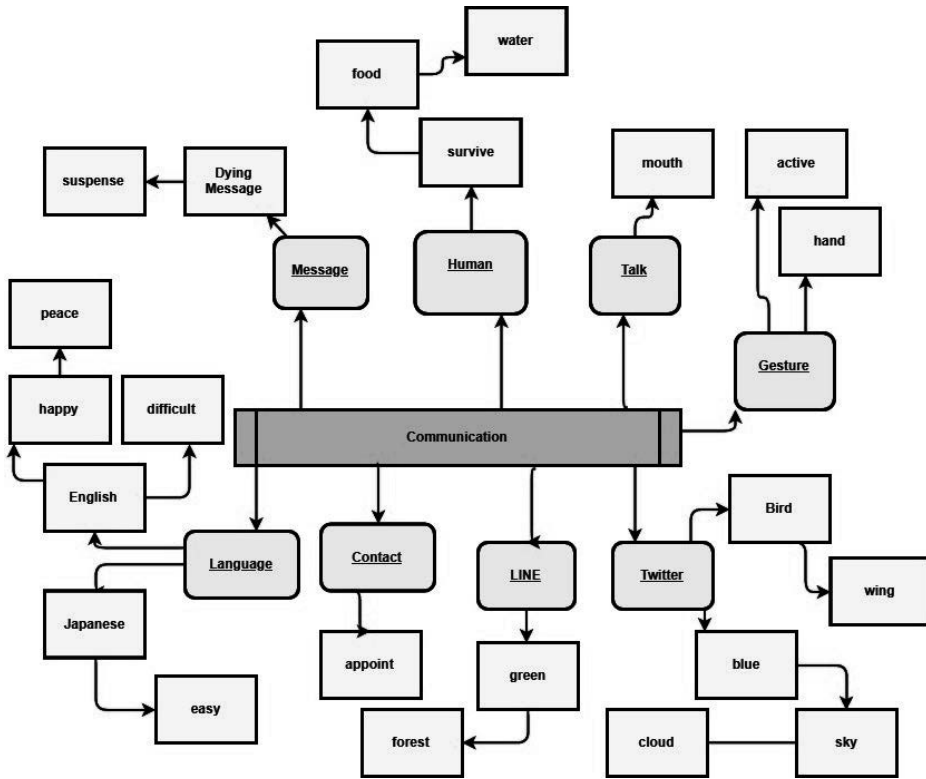 water
food
survive
mouth
active
suspense
Dying
Message
hand
Message
Human
Talk
peace
Gesture
happy
difficult
Communication
English
Bird
Language
Contact
LINE
Twitter
wing
Japanese
appoint
green
blue
easy
forest
cloud
sky